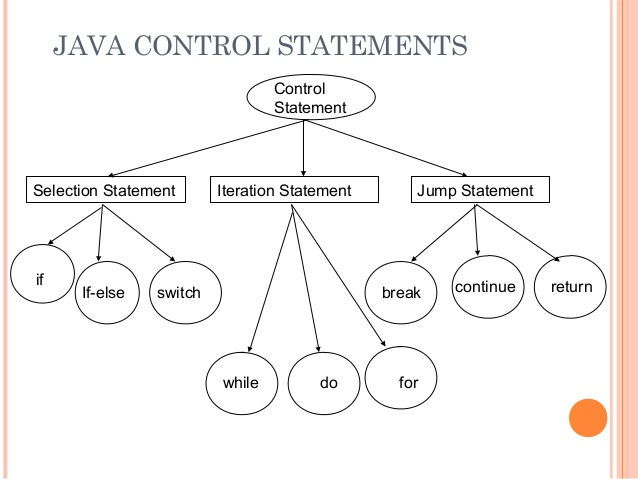 JAVA CONTROL STATEMENTS
Control
Statement
Selection Statement
Iteration Statement
Jump Statement
if
If-else
switch
break
continue
return
while
do
for